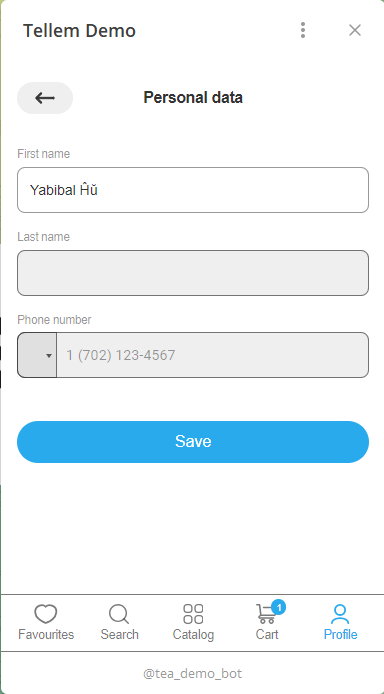 Tellem Demo
Personal data
First name
Yabibal Ĥŭ
Last name
Phone number
1 (702) 123-4567
Save
Favourites Search Catalog Cart 1 Profile
@tea_demo_bot